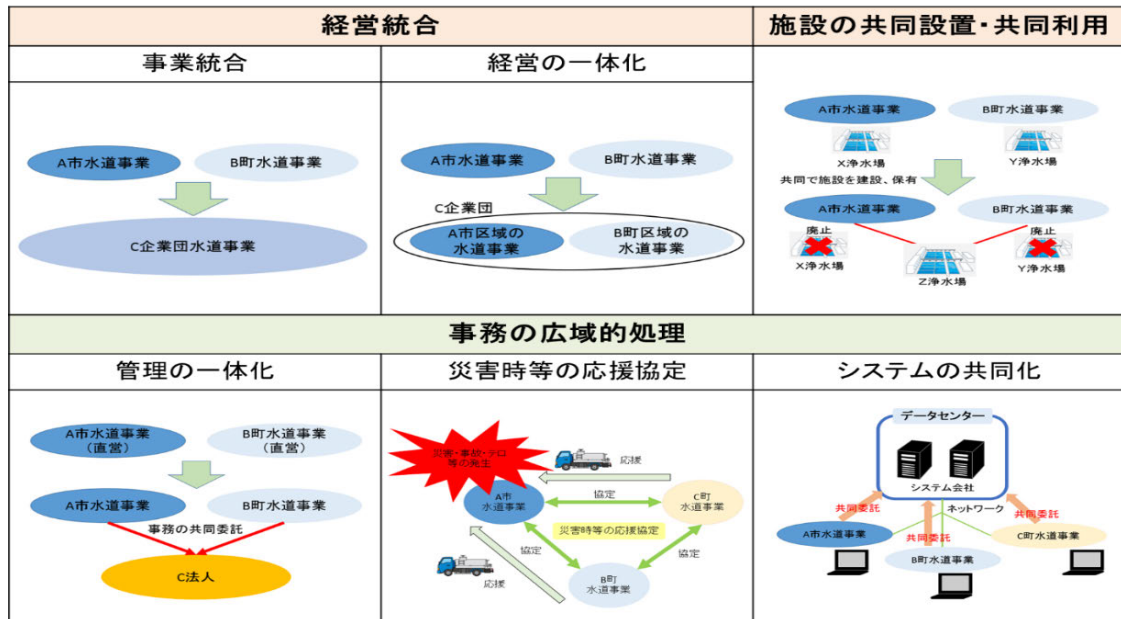 経営統合
施設の共同設置・共同利用
事業統合
経営の一体化
A市水道事業
B町水道事業
C企業団水道事業
A市水道事業
B町水道事業
C企業団
A市区域の
水道事業
B町区域の
水道事業
A市水道事業
B町水道事業
X浄水場
Y浄水場
共同で施設を建設、保有
A市水道事業
B町水道事業
廃止
廃止
X浄水場
Z浄水場
Y浄水場
事務の広域的処理
管理の一体化
災害時等の応援協定
システムの共同化
A市水道事業
(直営)
B町水道事業
(直営)
A市水道事業
B町水道事業
事務の共同委託
C法人
災害・事故・テロ
等の発生
応援
A市
水道事業
協定
C町
水道事業
災害時等の応援協定
協定
協定
応援
B町
水道事業
データセンター
システム会社
ネットワーク
共同委託
共同委託
共同委託
A市水道事業
B町水道事業
C町水道事業